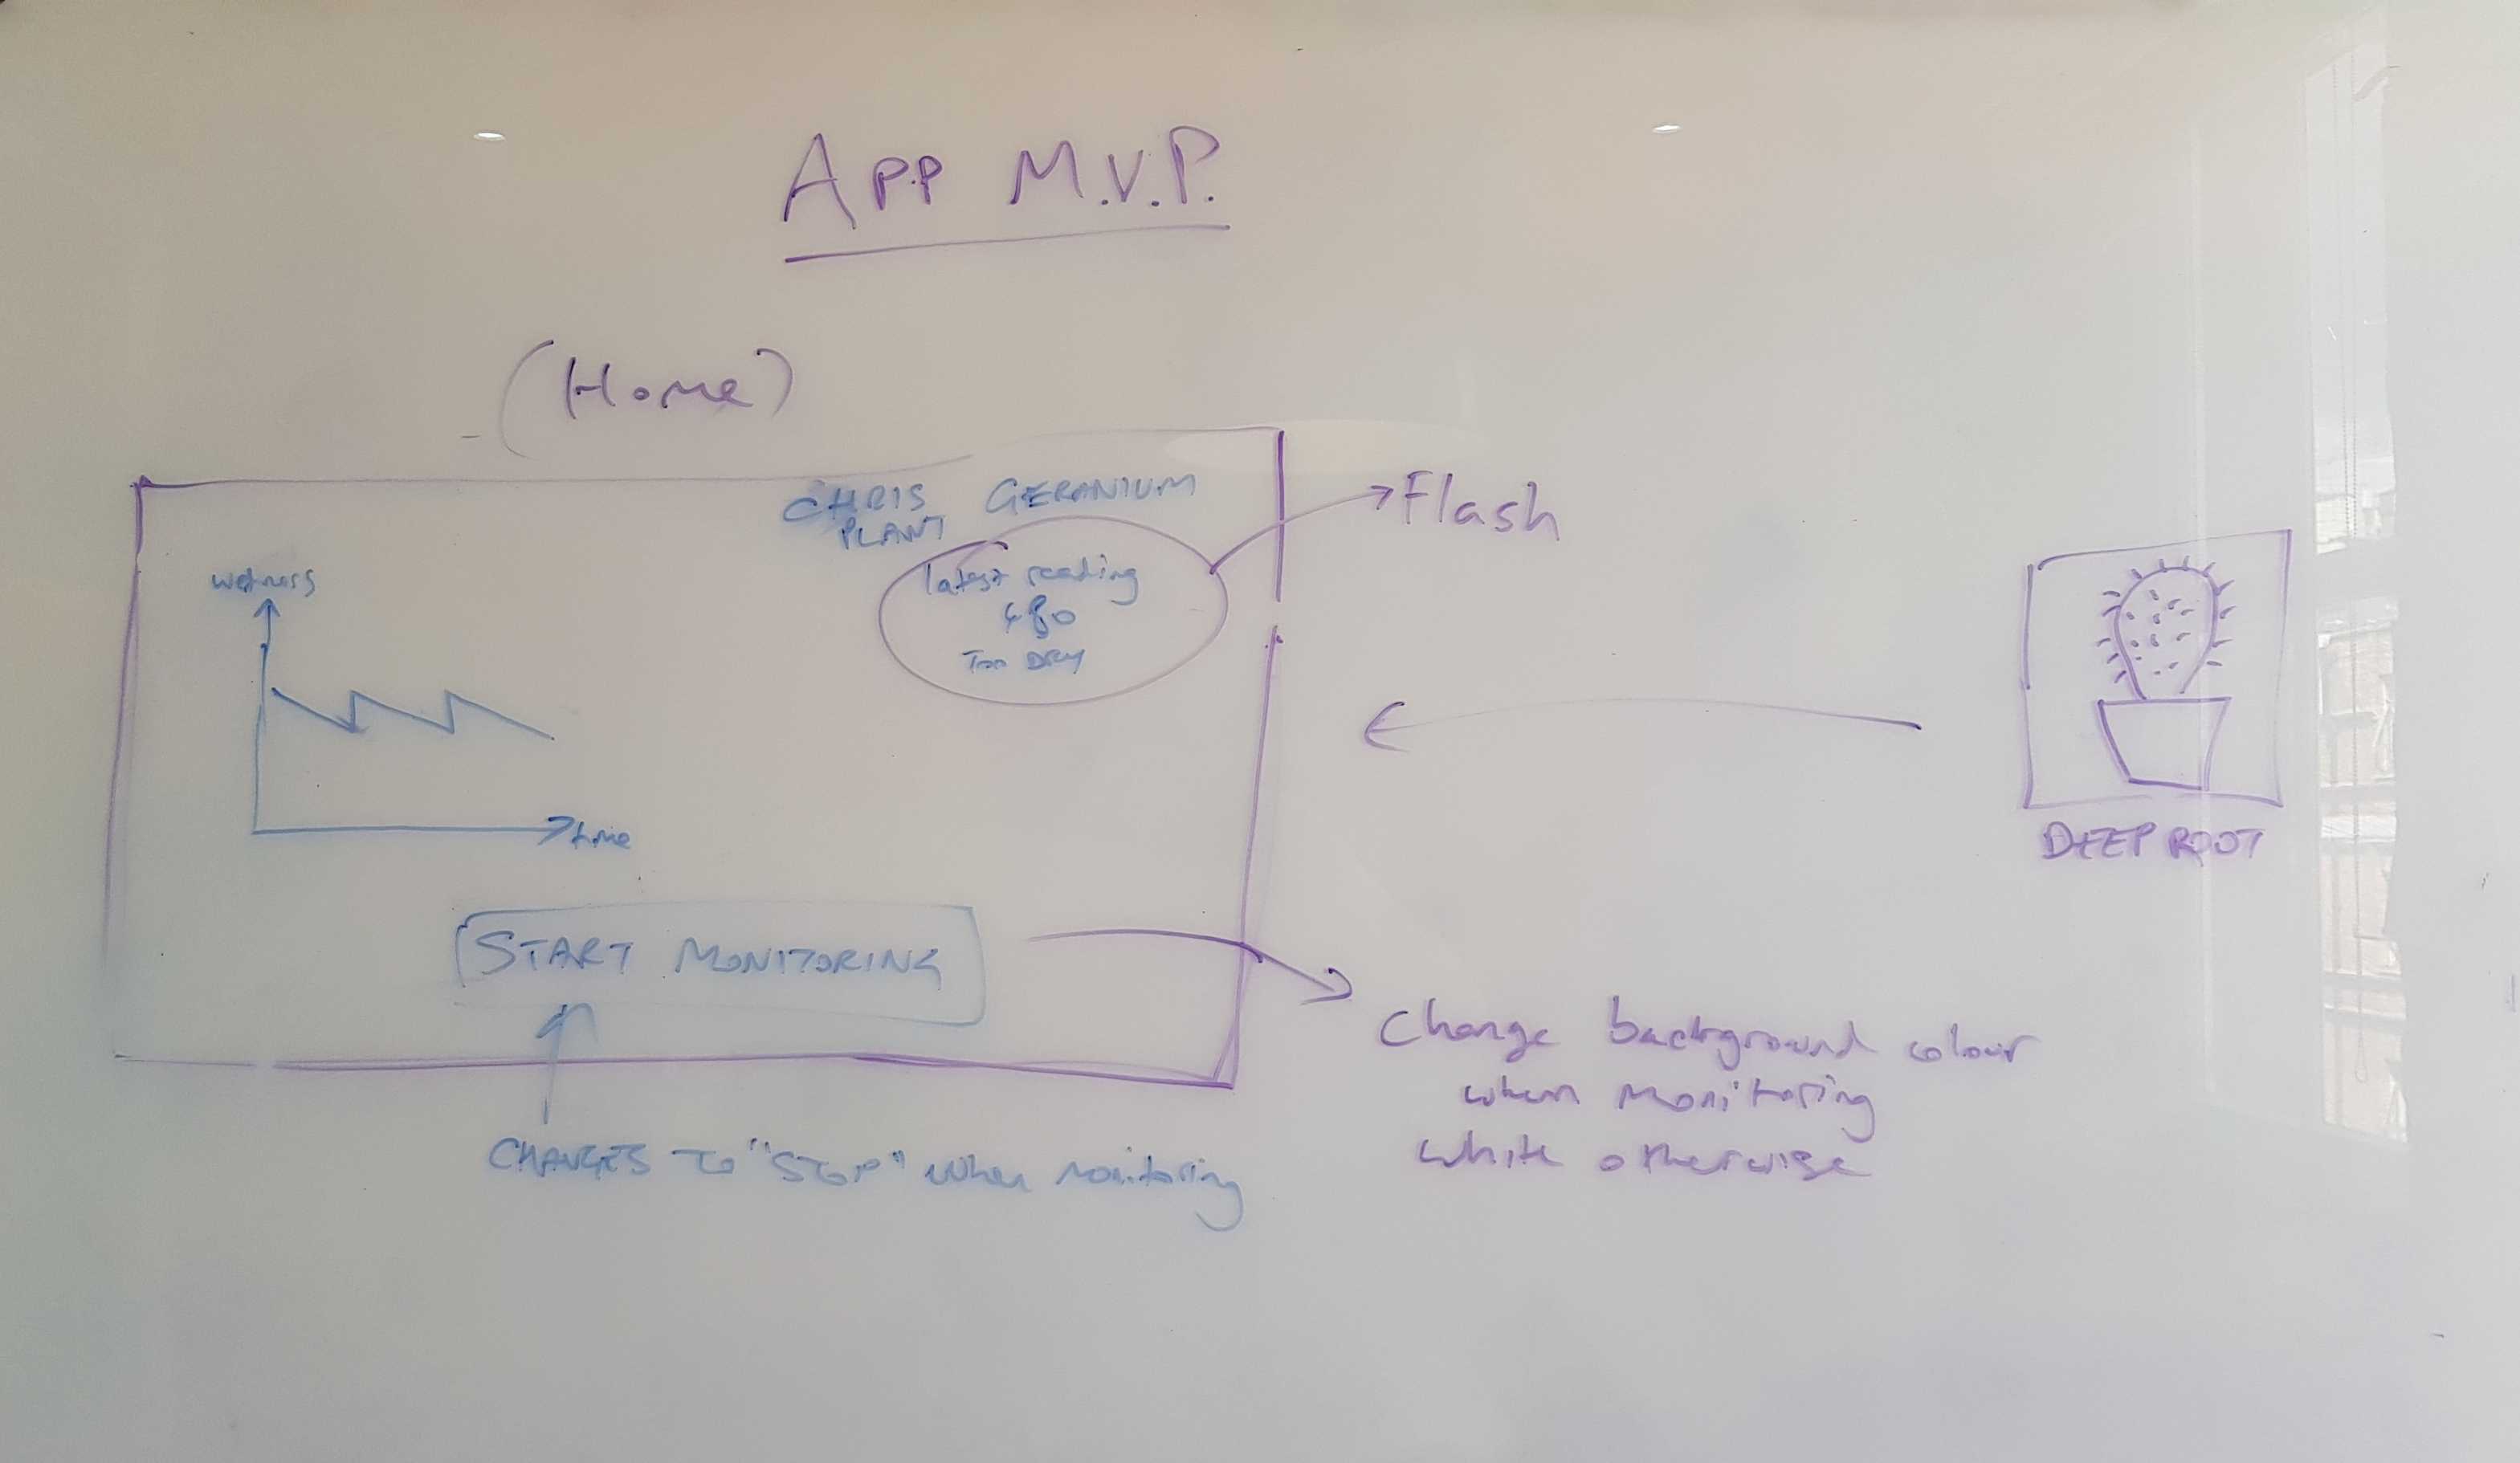 APP M.V.P.
(Home)
CHRIS GERANIUM
PLANT
Flash
wetness
latest reading
480
Too DRY
time
DEEP ROOT
START MONITORING
Change background colour
when monitoring
white otherwise
CHANGES TO "STOP" when monitoring